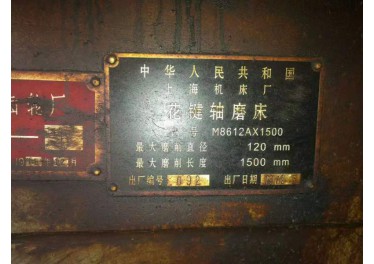 中华人民共和国
上海机床厂
花键轴磨床
号 M8612AX1500
最大磨削直径 120 mm
最大磨削长度 1500 mm
出厂编号 出厂日期
厂